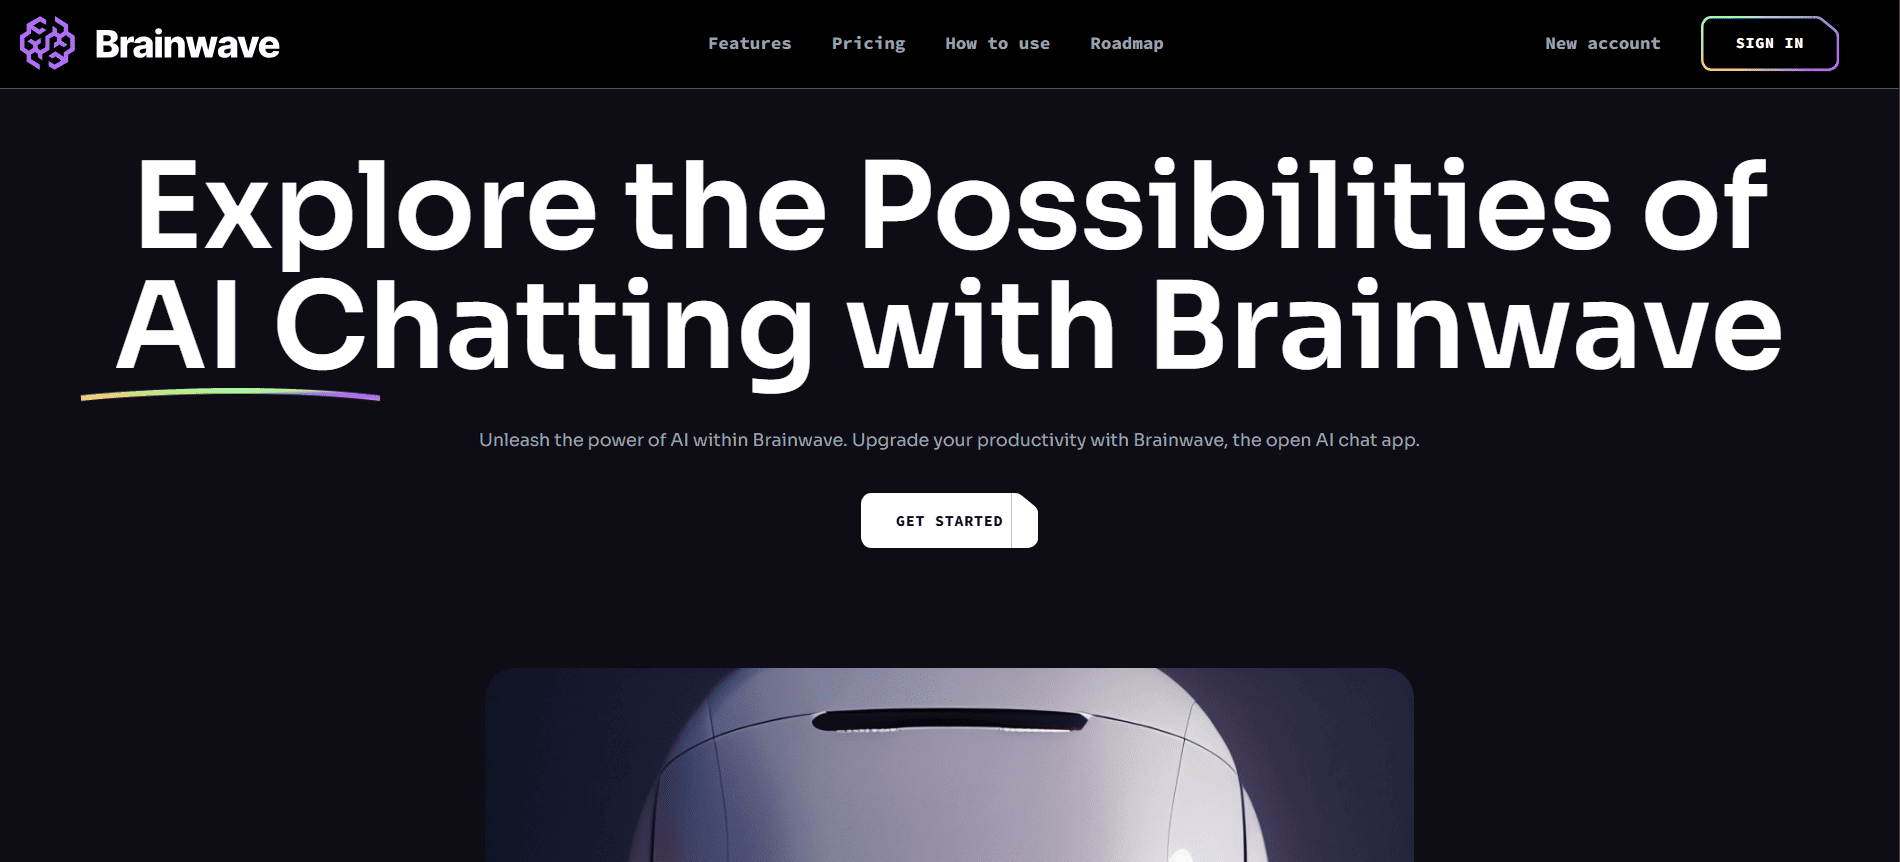 Brainwave
Features
Pricing
How to use
Roadmap
New account
SIGN IN
Explore the Possibilities of
AI Chatting with Brainwave
Unleash the power of AI within Brainwave. Upgrade your productivity with Brainwave, the open AI chat app.
GET STARTED